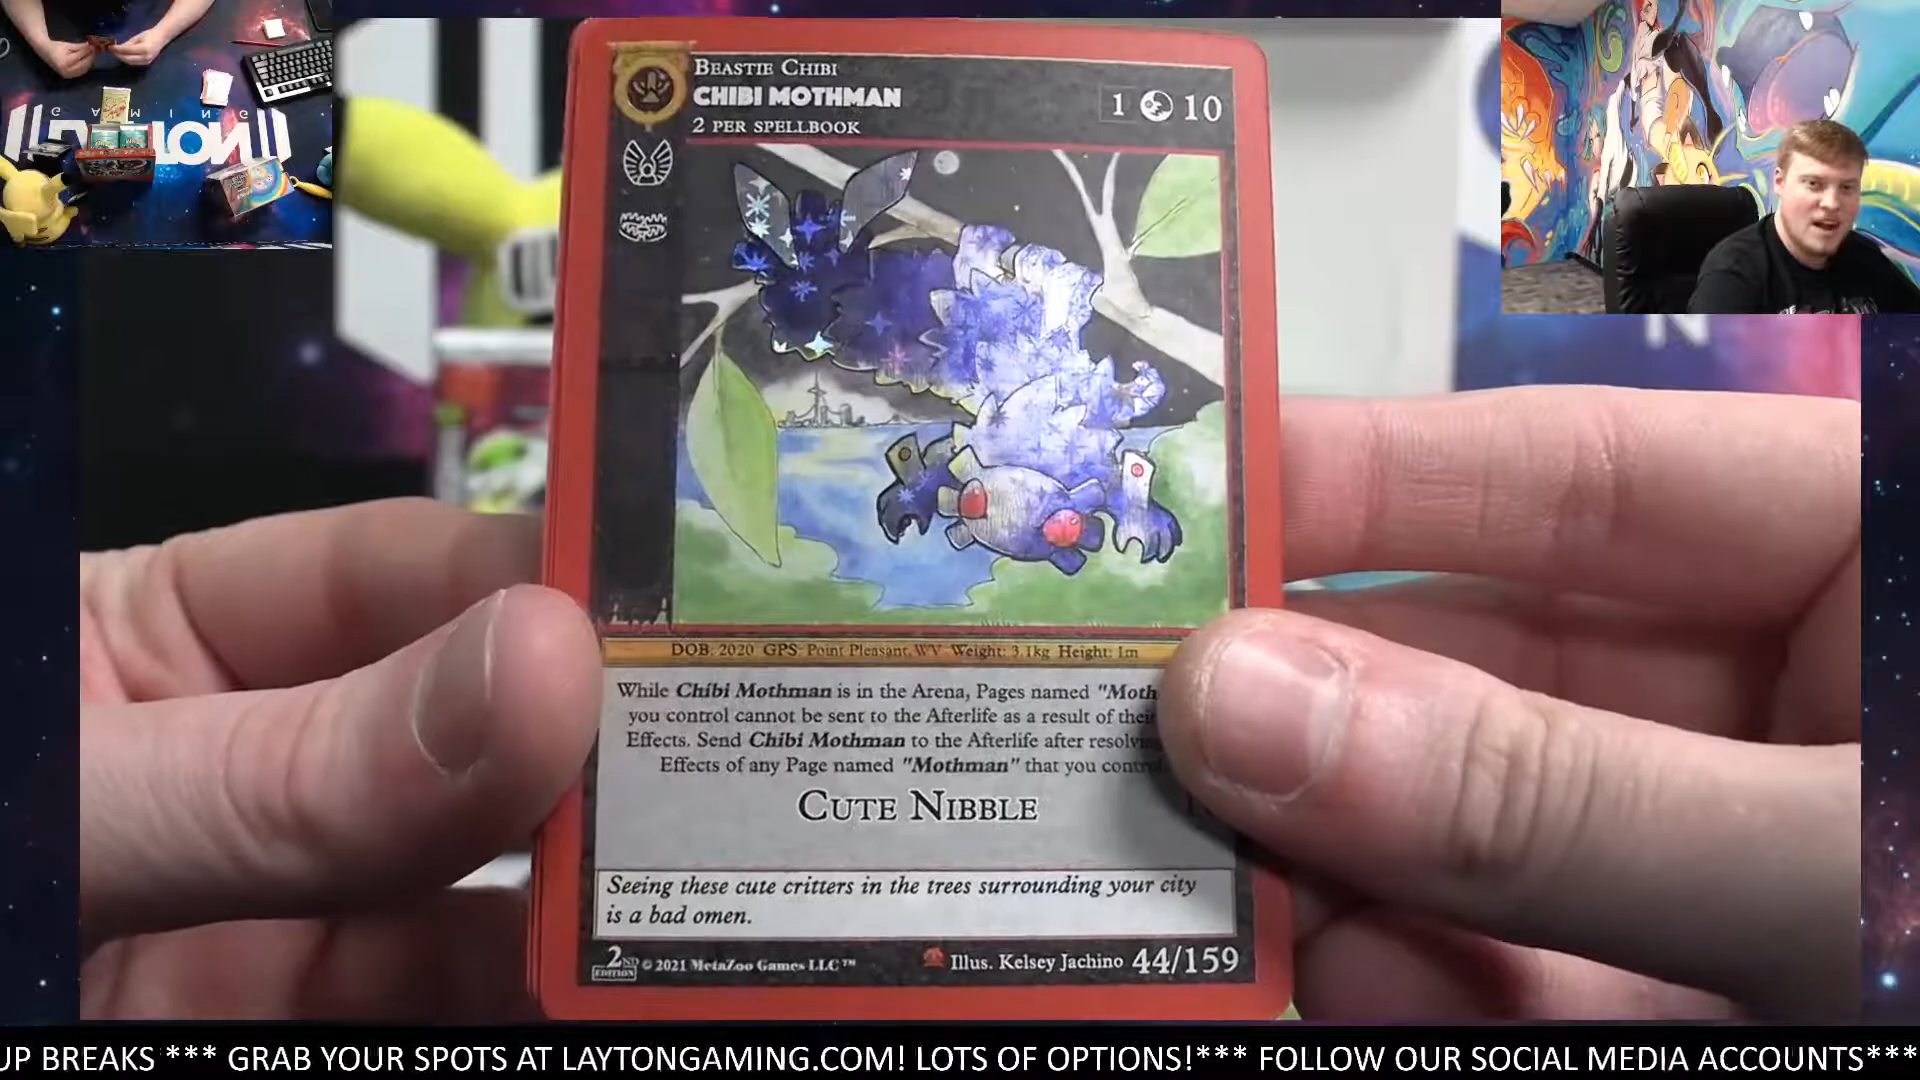 GAMING
BEASTIE CHIBI
CHIBI MOTHMAN
2 PER SPELLBOOK
1 10
DOB: 2020 GPS: Point Pleasant, WV Weight: 3.1kg Height: 1m
While Chibi Mothman is in the Arena, Pages named "Moth
you control cannot be sent to the Afterlife as a result of their
Effects. Send Chibi Mothman to the Afterlife after resolving
Effects of any Page named "Mothman" that you control
CUTE NIBBLE
Seeing these cute critters in the trees surrounding your city
is a bad omen.
2ND EDITION © 2021 MetaZoo Games LLC™ Illus. Kelsey Jachino 44/159
UP BREAKS *** GRAB YOUR SPOTS AT LAYTONGAMING.COM! LOTS OF OPTIONS!*** FOLLOW OUR SOCIAL MEDIA ACCOUNTS***